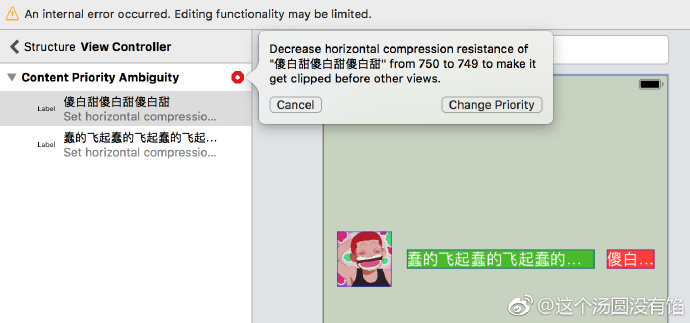 An internal error occurred. Editing functionality may be limited.
Structure View Controller
Content Priority Ambiguity
Label 傻白甜傻白甜傻白甜
Set horizontal compressio...
Label 蠢的飞起蠢的飞起蠢的飞起...
Set horizontal compressio...
Decrease horizontal compression resistance of
"傻白甜傻白甜傻白甜" from 750 to 749 to make it
get clipped before other views.
Cancel Change Priority
蠢的飞起蠢的飞起蠢的... 傻白...
@这个汤圆没有馅